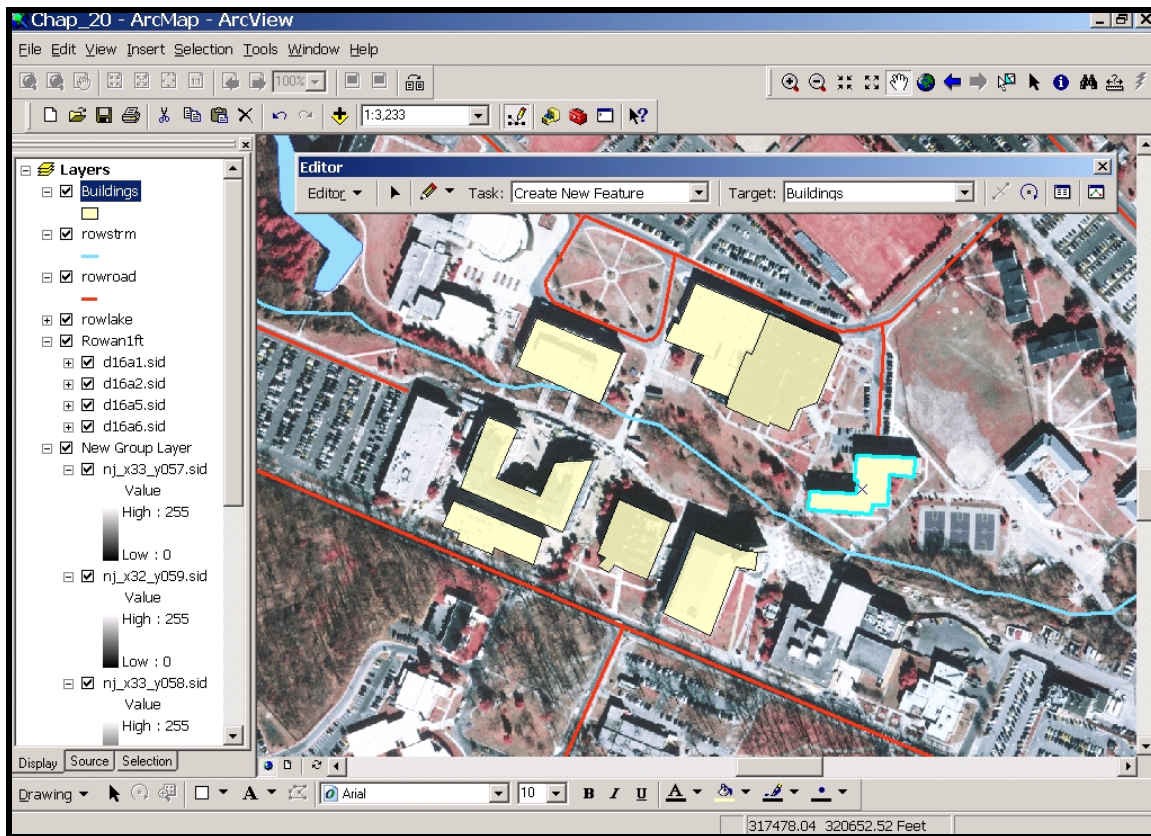 Chap_20 - ArcMap - ArcView
File Edit View Insert Selection Tools Window Help
100%
1:3,233
Layers
Buildings
rowstrm
rowroad
rowlake
Rowan1ft
d16a1.sid
d16a2.sid
d16a5.sid
d16a6.sid
New Group Layer
nj_x33_y057.sid
Value
High : 255
Low : 0
nj_x32_y059.sid
Value
High : 255
Low : 0
nj_x33_y058.sid
Value
High : 255
Display Source Selection
Editor
Editor Task: Create New Feature Target: Buildings
Drawing A Arial 10 B I U A
317478.04 320652.52 Feet